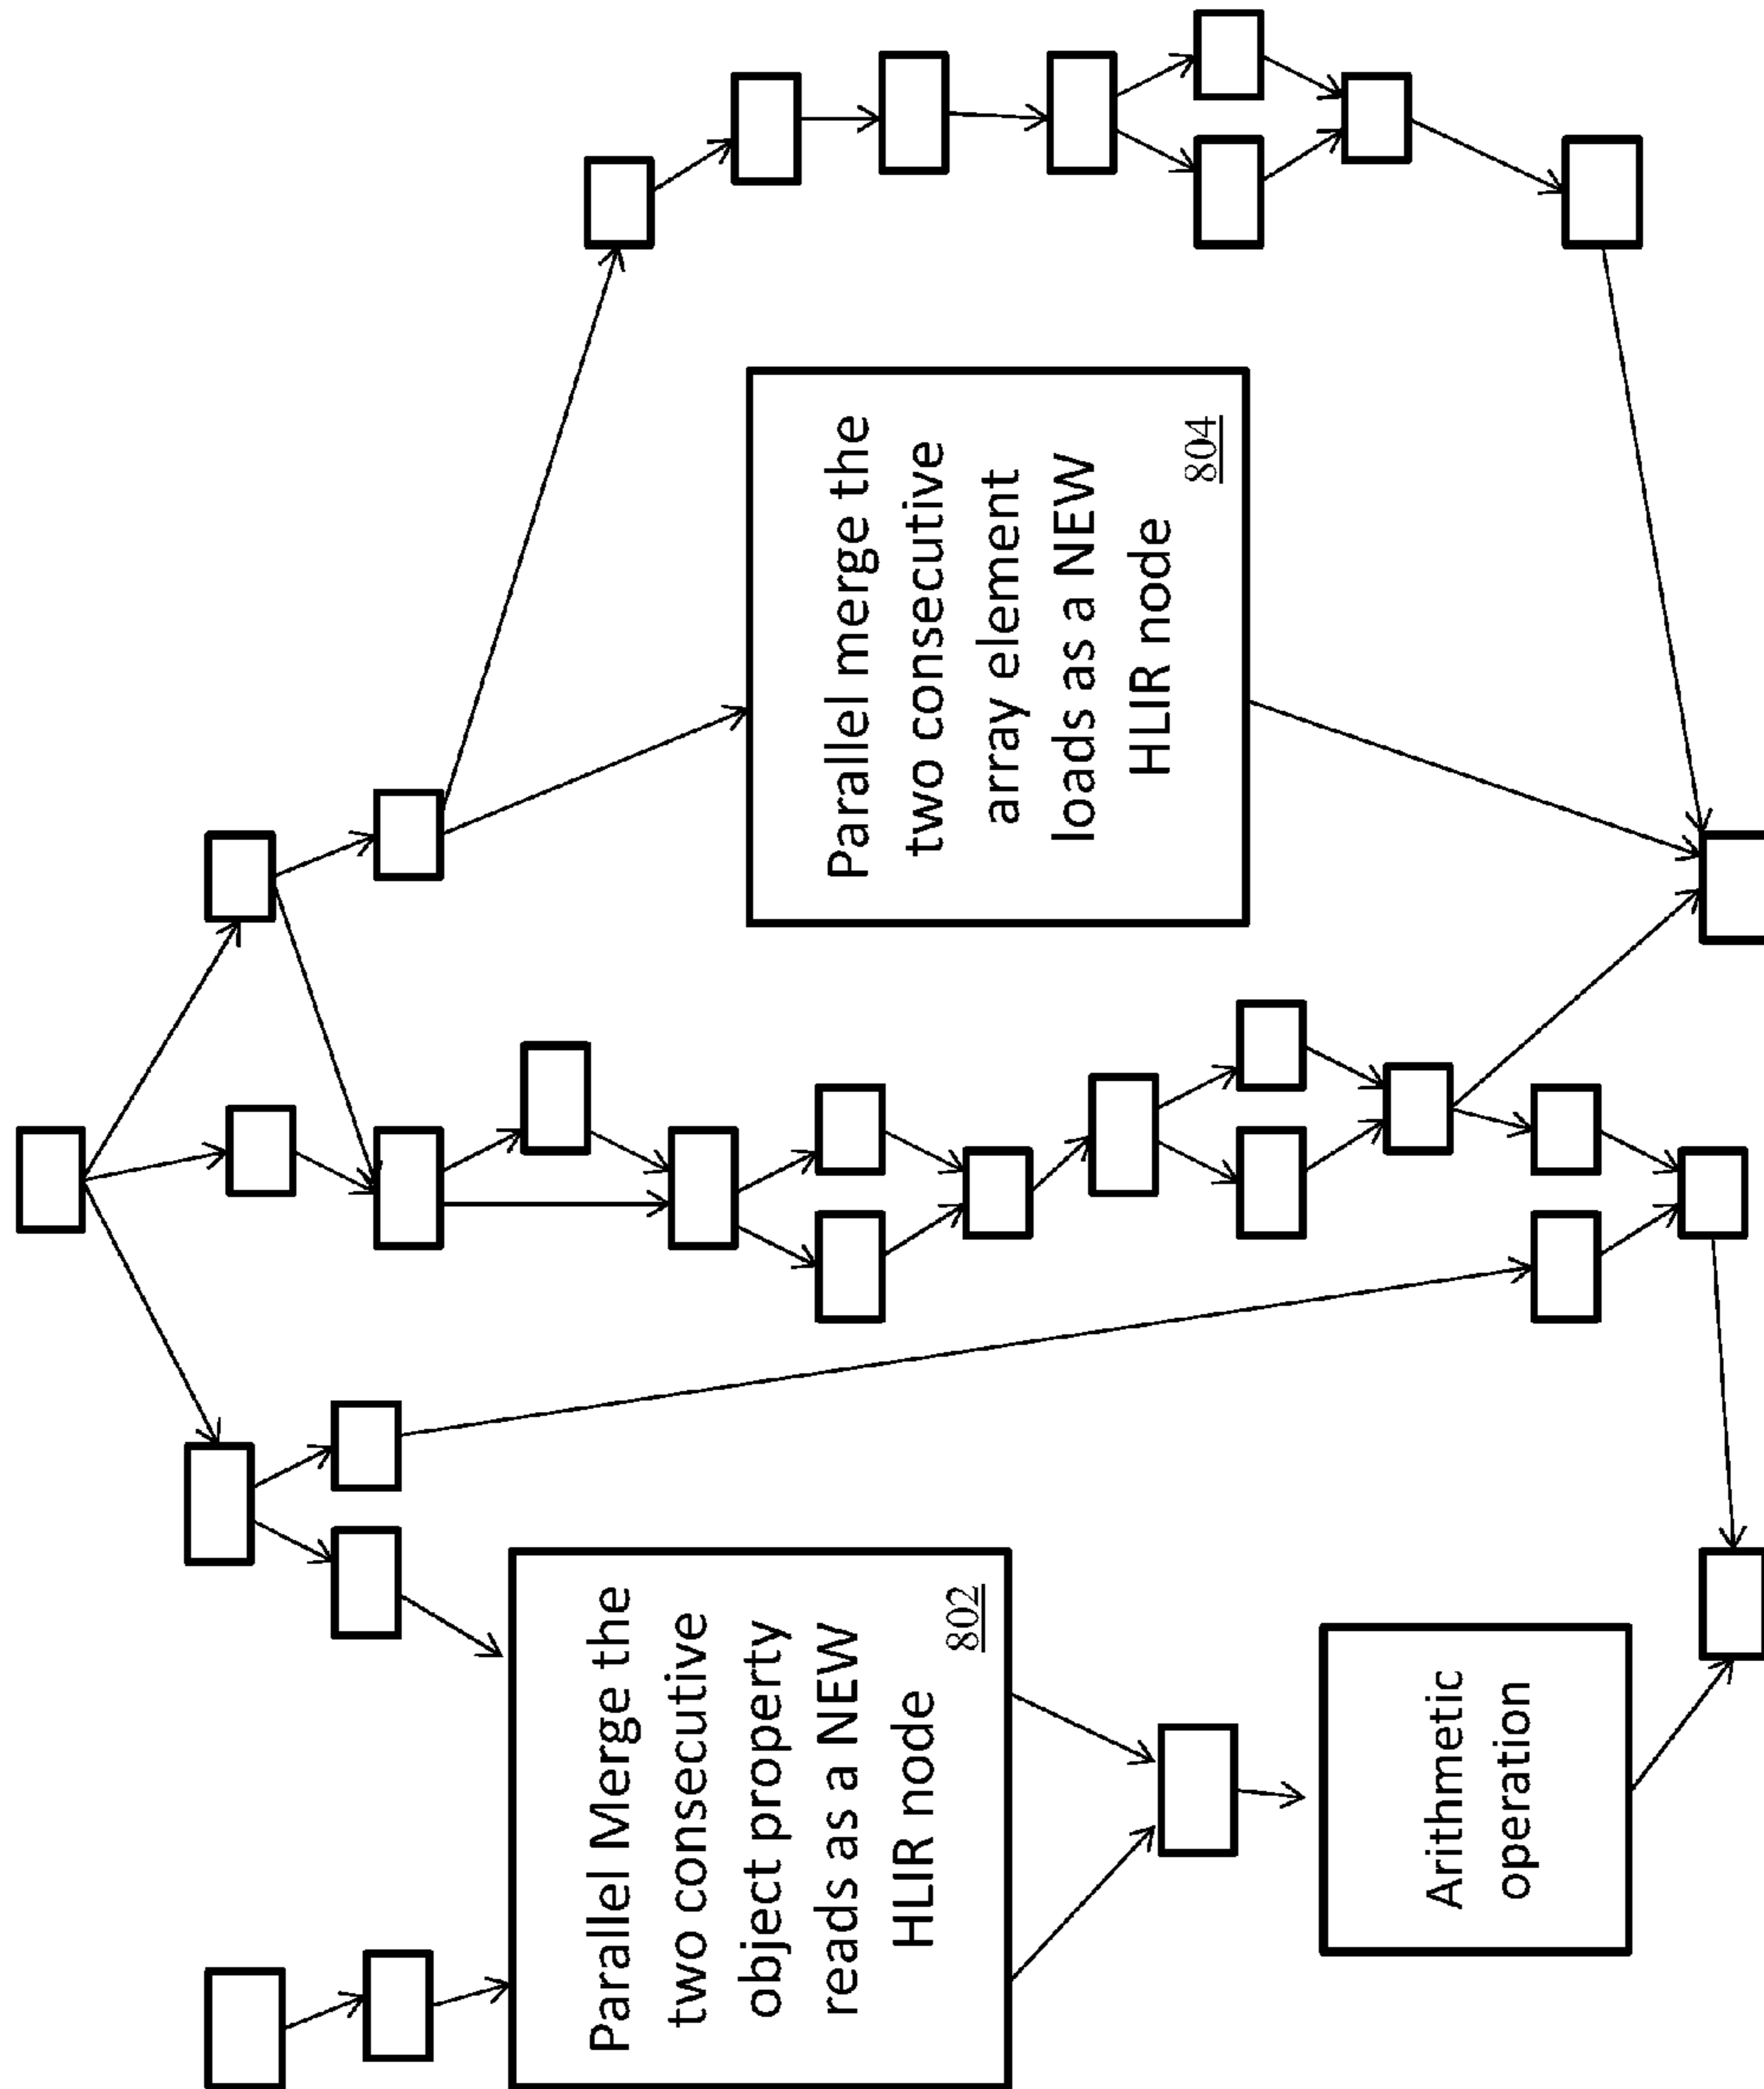 Parallel Merge the
two consecutive
object property
reads as a NEW
HLIR node
802
Arithmetic
operation
Parallel merge the
two consecutive
array element
loads as a NEW
HLIR node
804